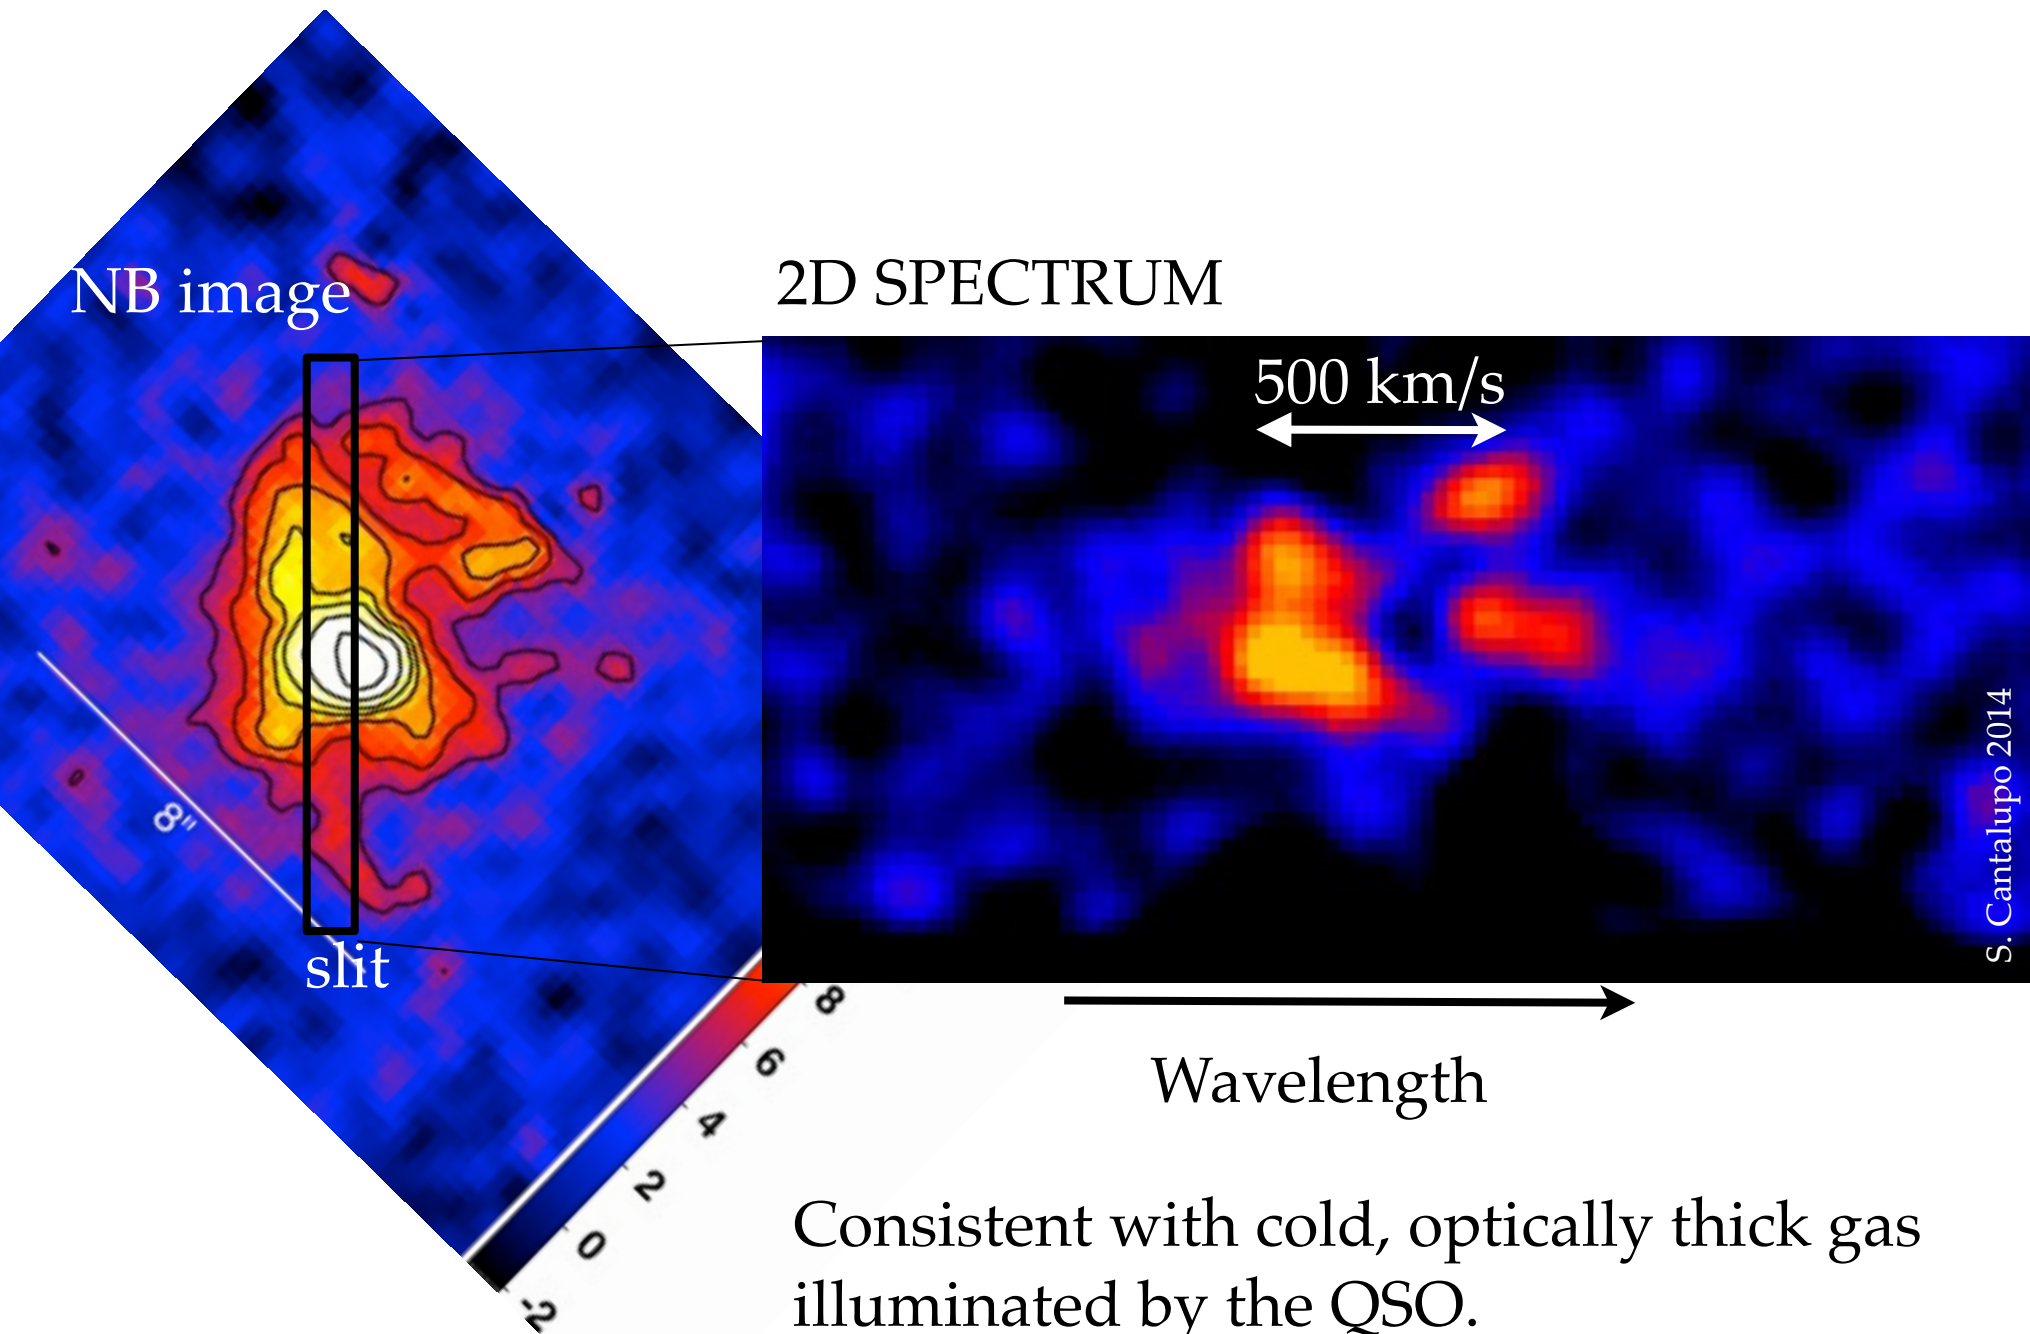 NB image
2D SPECTRUM
500 km/s
8"
slit
8
6
4
2
0
-2
Wavelength
S. Cantalupo 2014
Consistent with cold, optically thick gas
illuminated by the QSO.